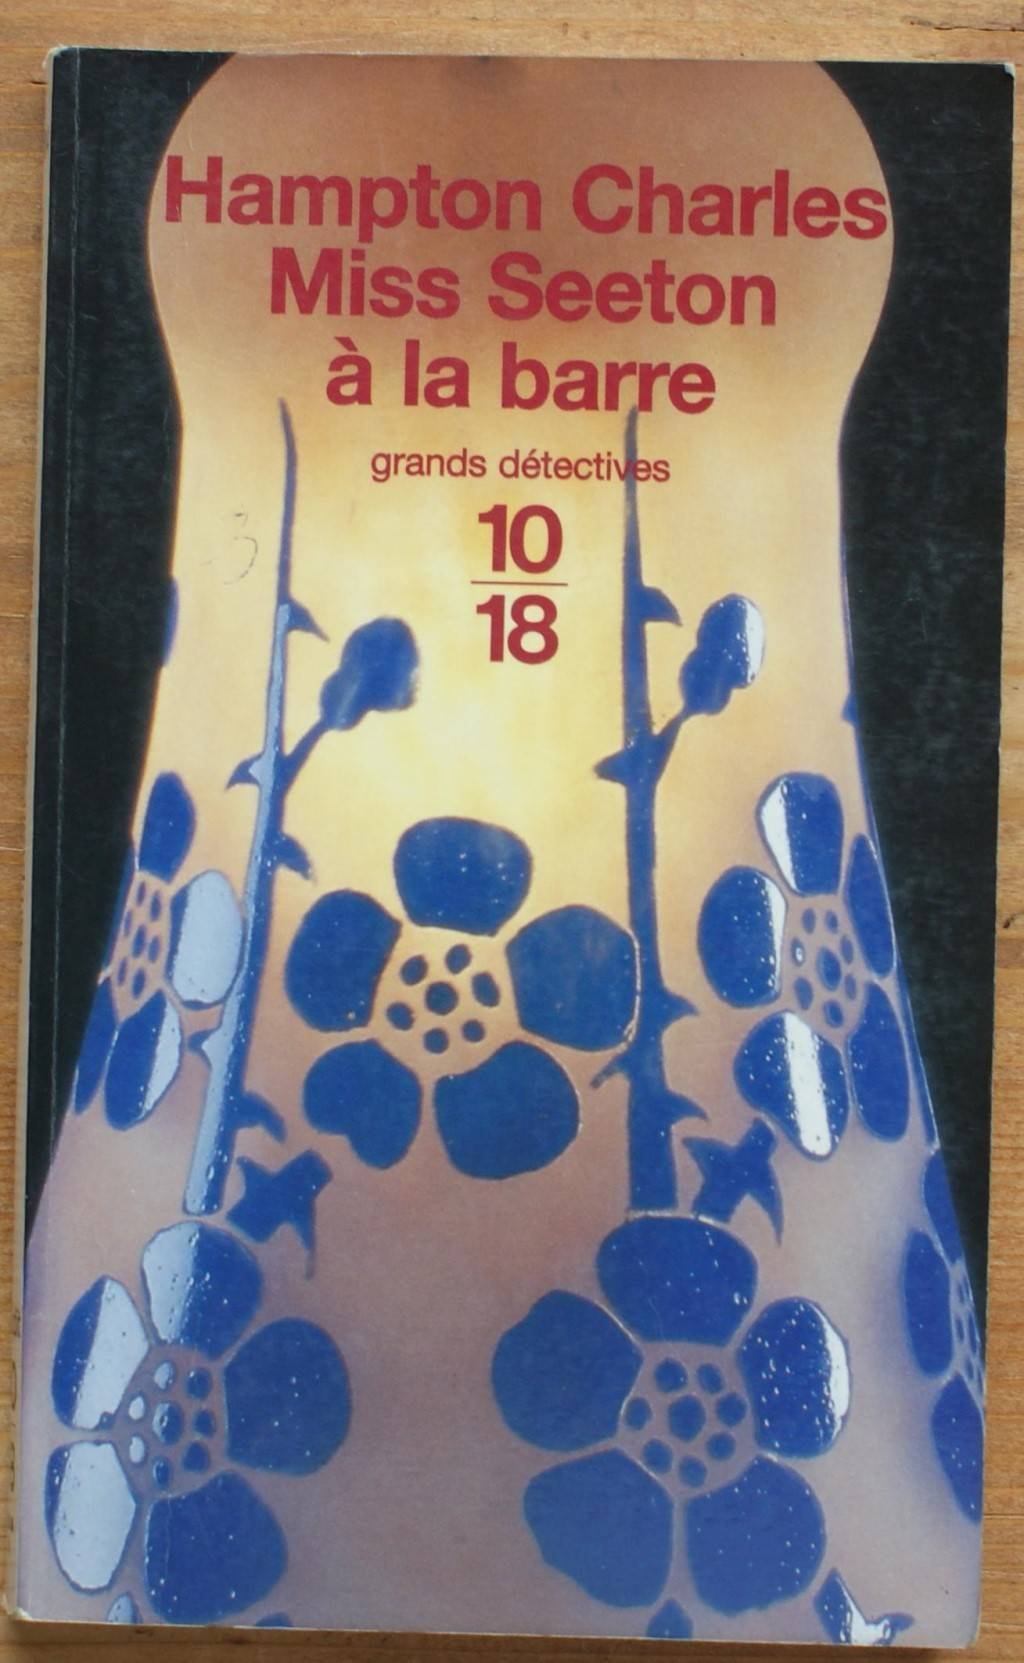 Hampton Charles
Miss Seeton
à la barre
grands détectives
10
18